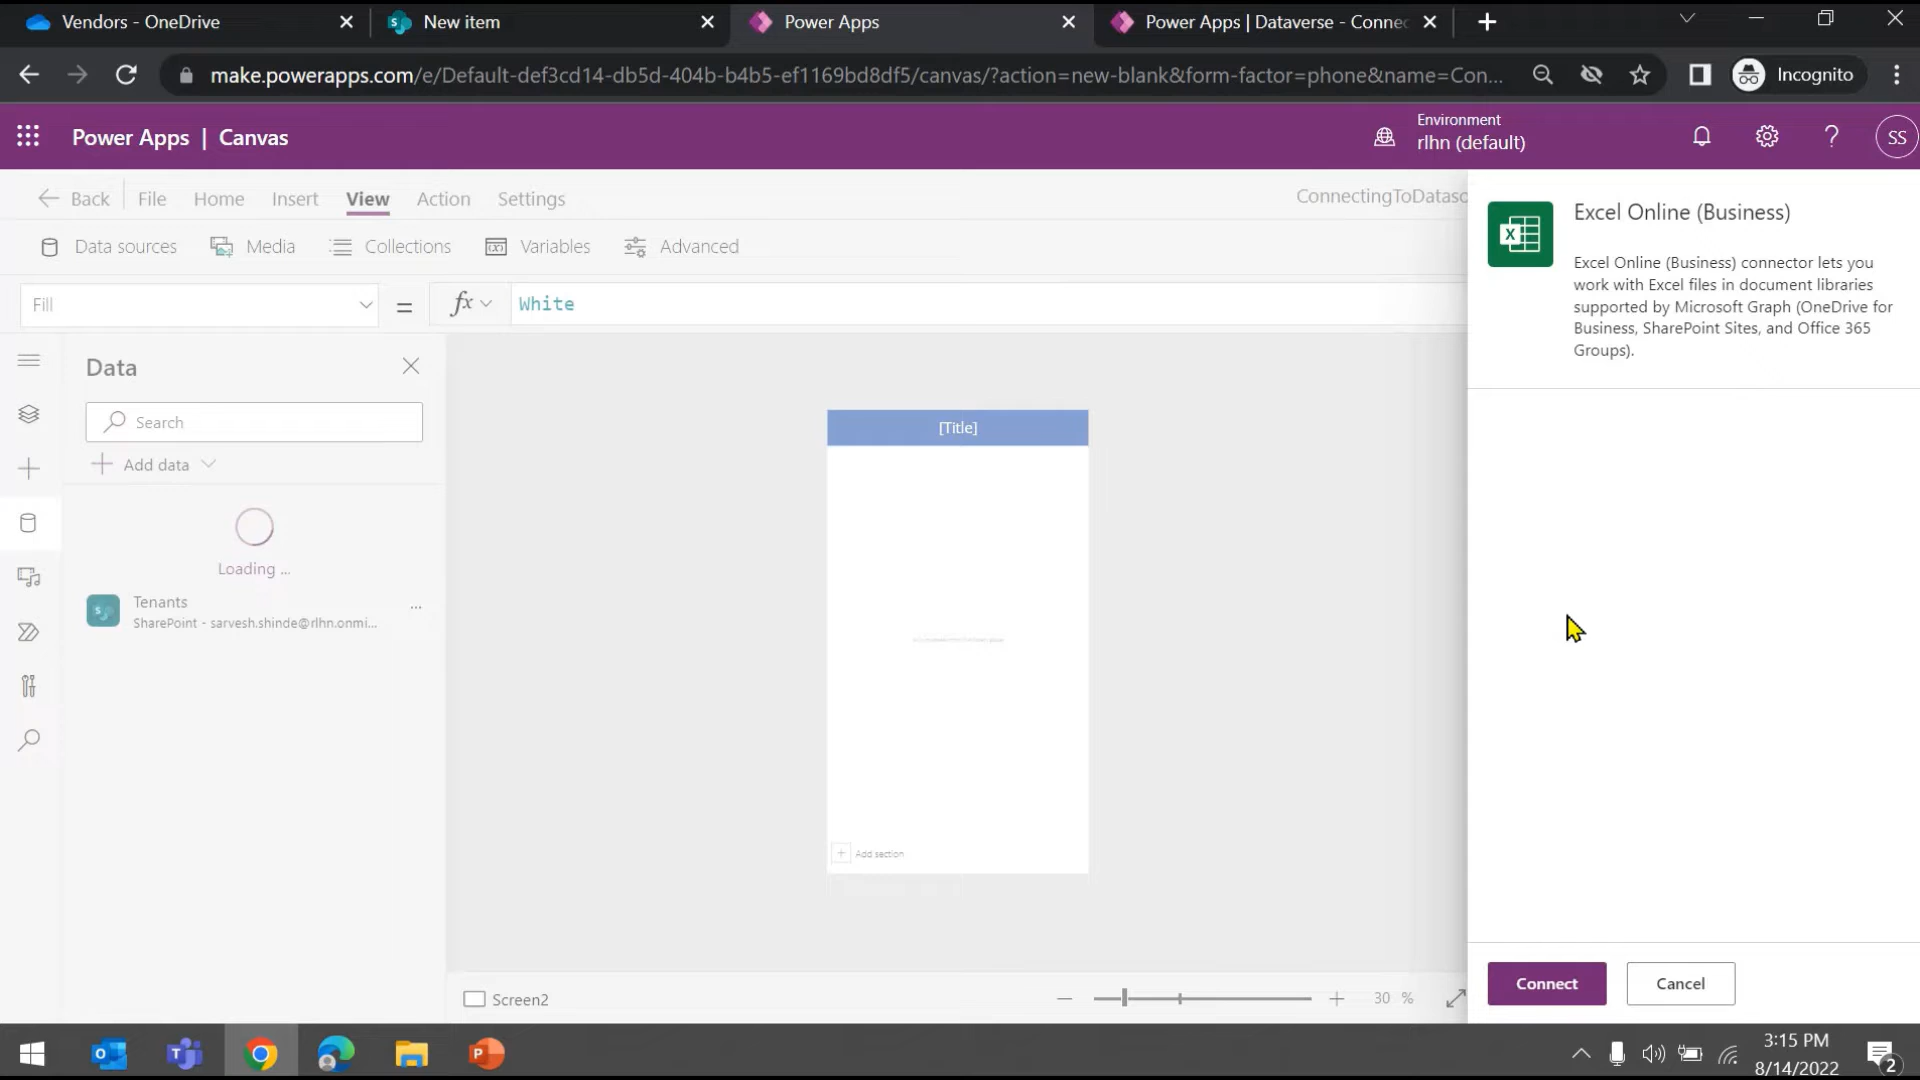 Vendors - OneDrive
New item
Power Apps
Power Apps | Dataverse - Connec
make.powerapps.com/e/Default-def3cd14-db5d-404b-b4b5-ef1169bd8df5/canvas/?action=new-blank&form-factor=phone&name=Con...
Incognito
Power Apps | Canvas
Environment
rlhn (default)
SS
Back
File
Home
Insert
View
Action
Settings
ConnectingToDataso
Data sources
Media
Collections
Variables
Advanced
Fill
=
fx
White
Data
Search
Add data
Loading ...
Tenants
SharePoint - sarvesh.shinde@rlhn.onmi...
...
[Title]
Add section
Screen2
30 %
Excel Online (Business)
Excel Online (Business) connector lets you
work with Excel files in document libraries
supported by Microsoft Graph (OneDrive for
Business, SharePoint Sites, and Office 365
Groups).
Connect
Cancel
3:15 PM
8/14/2022
2